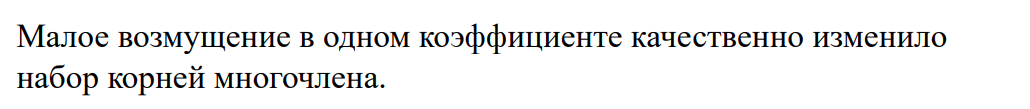 Малое возмущение в одном коэффициенте качественно изменило
набор корней многочлена.